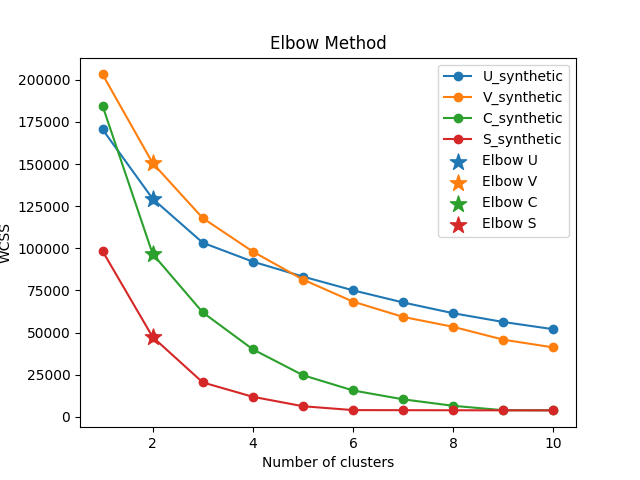 Elbow Method
200000
175000
150000
125000
100000
75000
50000
25000
0
WCSS
2
4
6
8
10
Number of clusters
U_synthetic
V_synthetic
C_synthetic
S_synthetic
Elbow U
Elbow V
Elbow C
Elbow S